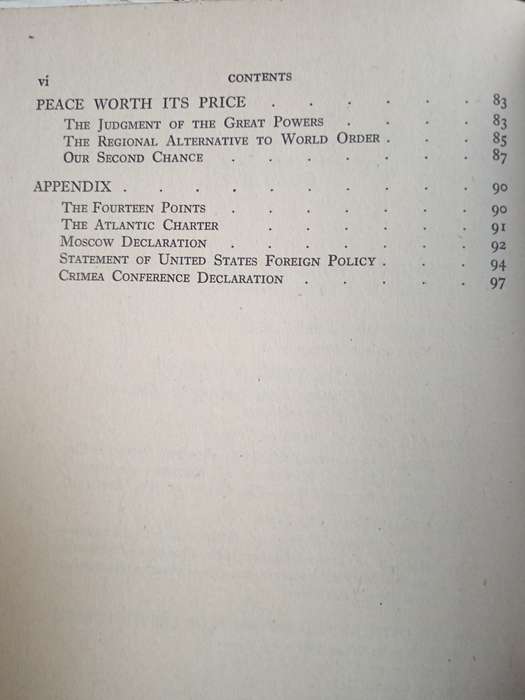 vi CONTENTS
PEACE WORTH ITS PRICE . . . . . . 83
THE JUDGMENT OF THE GREAT POWERS . . . . 83
THE REGIONAL ALTERNATIVE TO WORLD ORDER . . . 85
OUR SECOND CHANCE . . . . . . . 87
APPENDIX . . . . . . . . . . 90
THE FOURTEEN POINTS . . . . . . . 90
THE ATLANTIC CHARTER . . . . . . 91
MOSCOW DECLARATION . . . . . . . 92
STATEMENT OF UNITED STATES FOREIGN POLICY . . . 94
CRIMEA CONFERENCE DECLARATION . . . . . 97